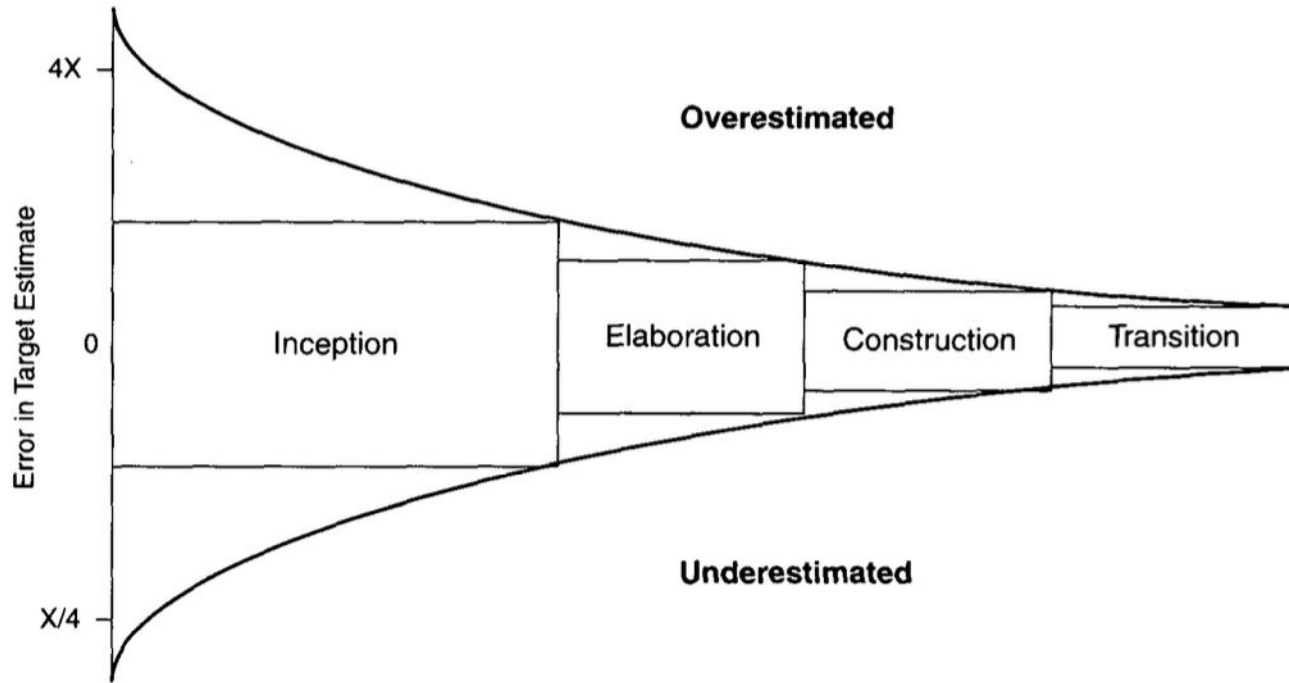 4X
Overestimated
Error in Target Estimate
0
Inception
Elaboration
Construction
Transition
X/4
Underestimated